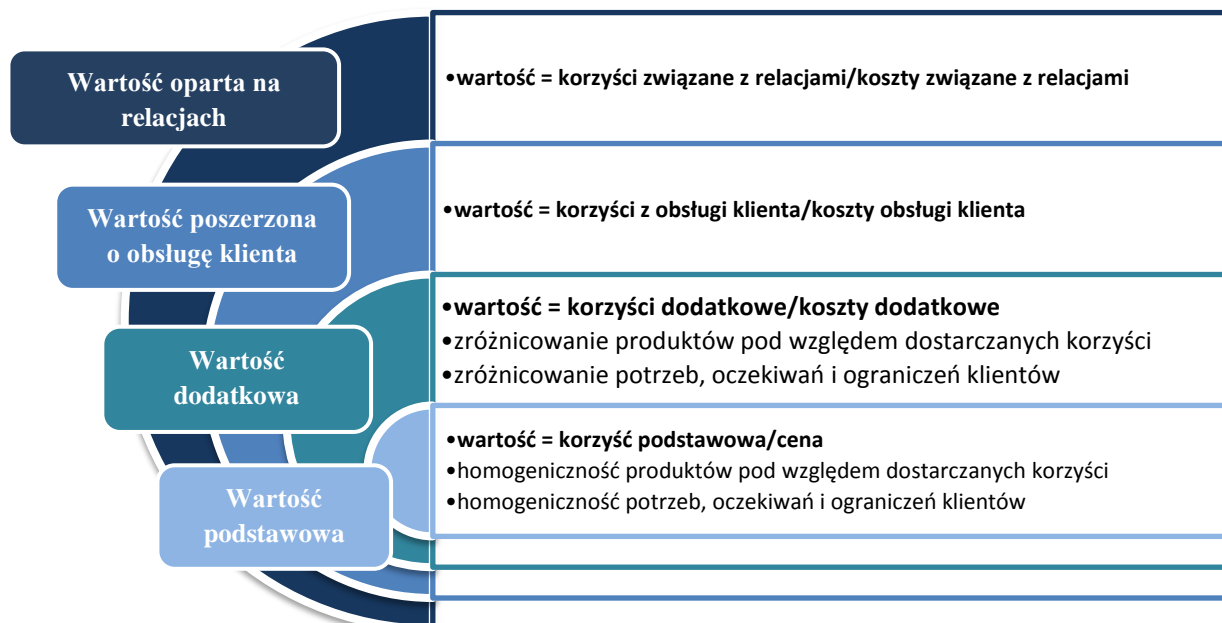 Wartość oparta na
relacjach
•wartość = korzyści związane z relacjami/koszty związane z relacjami
Wartość poszerzona
o obsługę klienta
•wartość = korzyści z obsługi klienta/koszty obsługi klienta
Wartość
dodatkowa
•wartość = korzyści dodatkowe/koszty dodatkowe
•zróżnicowanie produktów pod względem dostarczanych korzyści
•zróżnicowanie potrzeb, oczekiwań i ograniczeń klientów
Wartość
podstawowa
•wartość = korzyść podstawowa/cena
•homogeniczność produktów pod względem dostarczanych korzyści
•homogeniczność potrzeb, oczekiwań i ograniczeń klientów